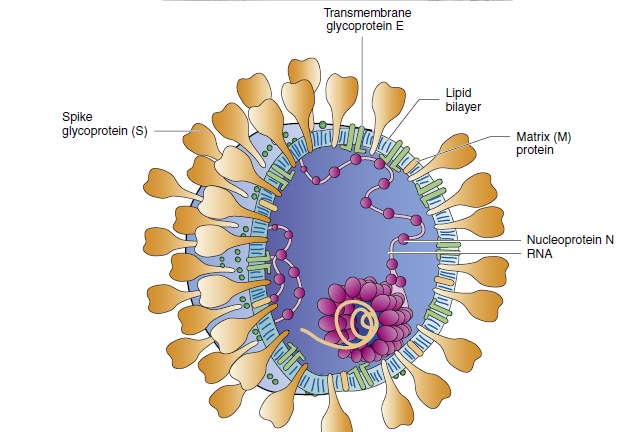 Transmembrane
glycoprotein E
Lipid
bilayer
Spike
glycoprotein (S)
Matrix (M)
protein
Nucleoprotein N
RNA